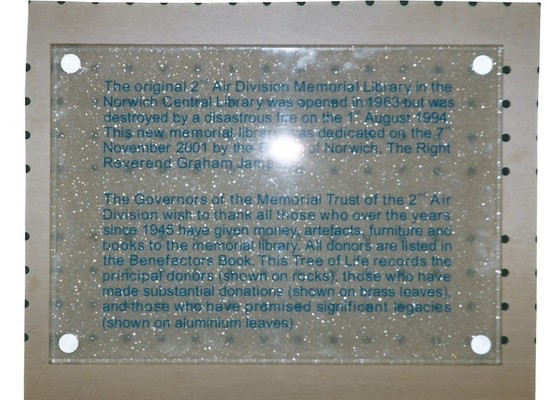 The original 2nd Air Division Memorial Library in the
Norwich Central Library was opened in 1963 but was
destroyed by a disastrous fire on the 1st August 1994.
This new memorial library was dedicated on the 7th
November 2001 by the of Norwich, The Right
Reverend Graham
The Governors of the Memorial Trust of the 2nd Air
Division wish to thank all those who over the years
since 1945 have given money, artefacts, furniture and
books to the memorial library. All donors are listed in
the Benefactors Book. This Tree of Life records the
principal donors (shown on rocks), those who have
made substantial donations (shown on brass leaves),
and those who have promised significant legacies
(shown on aluminium leaves).